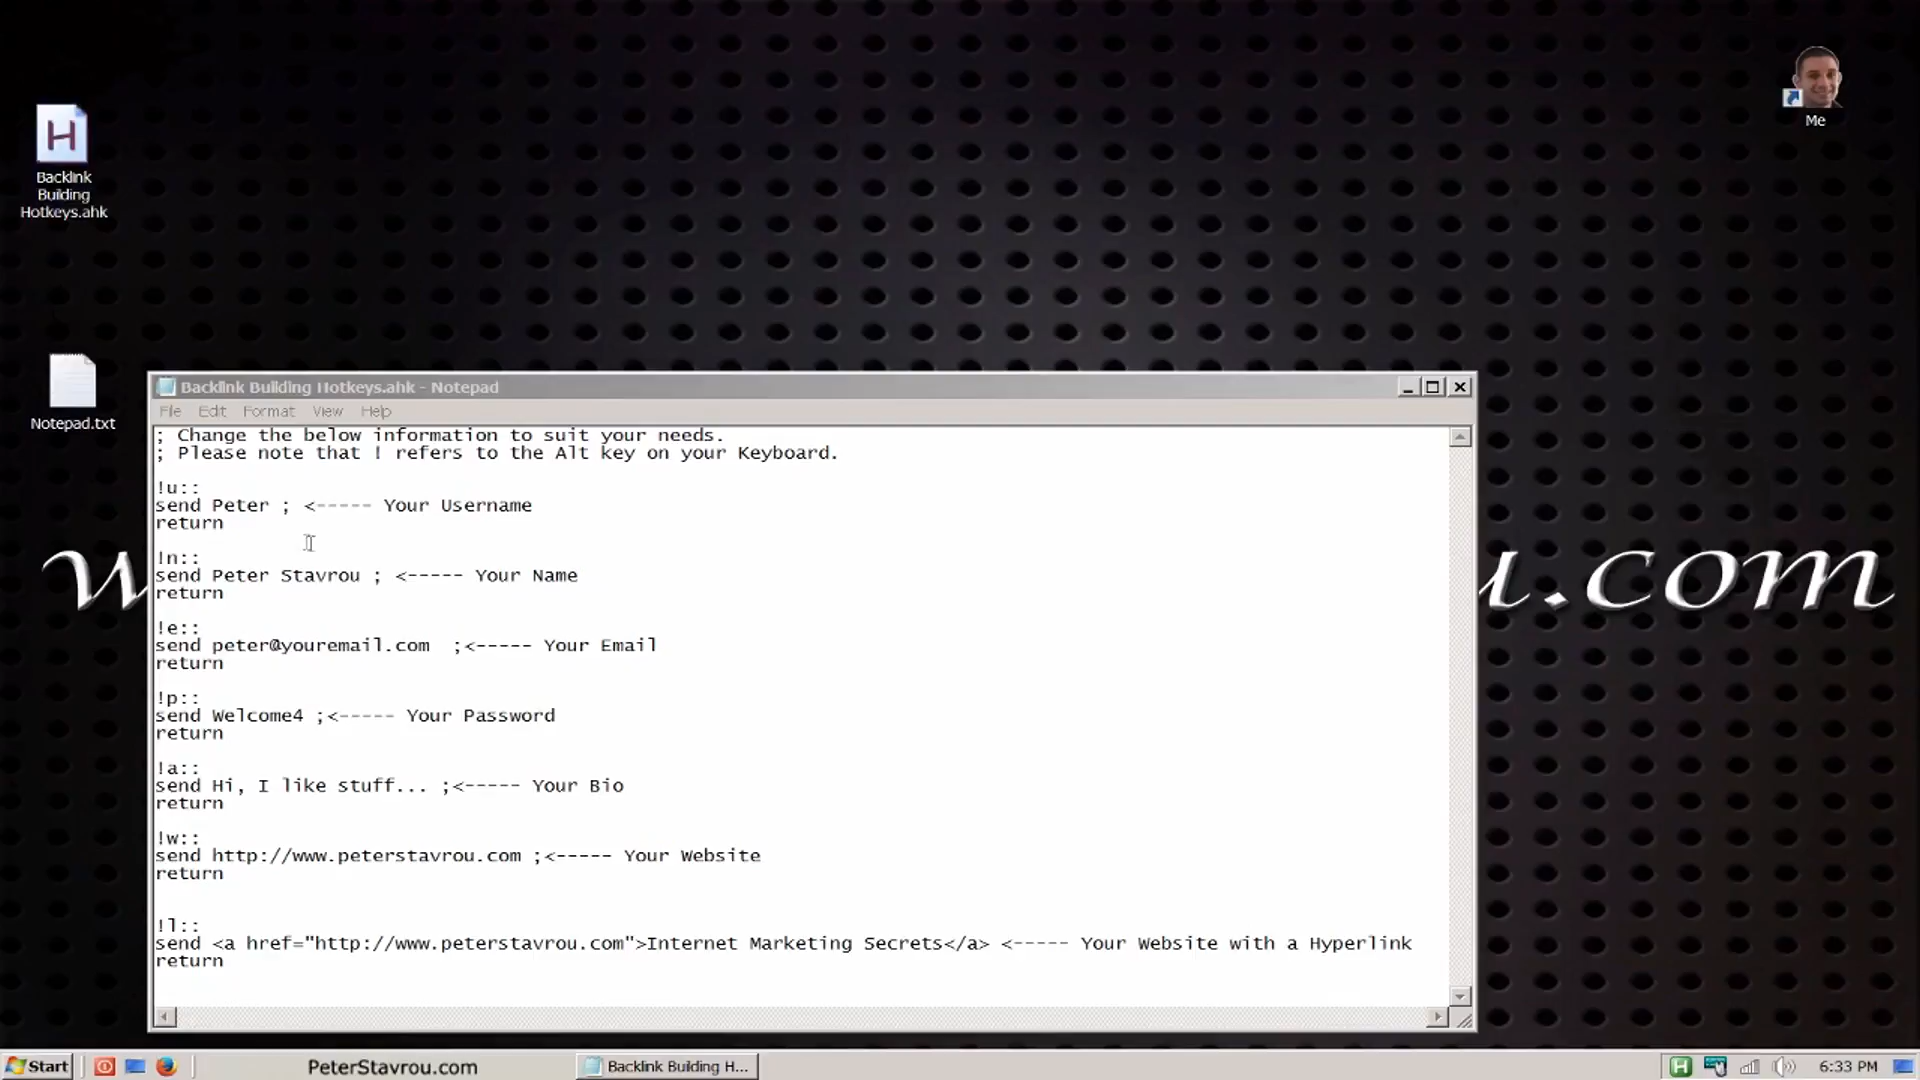 Me
Backlink
Building
Hotkeys.ahk
Notepad.txt
Backlink Building Hotkeys.ahk - Notepad
File Edit Format View Help
; Change the below information to suit your needs.
; Please note that ! refers to the Alt key on your Keyboard.
!u::
send Peter ; <----- Your Username
return
!n::
send Peter Stavrou ; <----- Your Name
return
!e::
send peter@youremail.com  ;<----- Your Email
return
!p::
send Welcome4 ;<----- Your Password
return
!a::
send Hi, I like stuff... ;<----- Your Bio
return
!w::
send http://www.peterstavrou.com ;<----- Your Website
return
!l::
send <a href="http://www.peterstavrou.com">Internet Marketing Secrets</a> <----- Your Website with a Hyperlink
return
w
u.com
Start
PeterStavrou.com
Backlink Building H...
6:33 PM